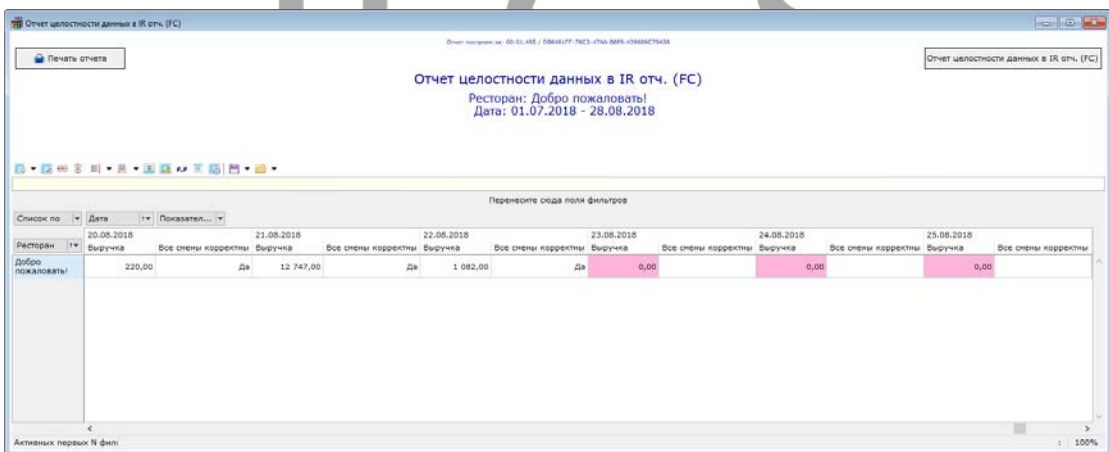 Отчет целостности данных в IR отч. (FC)
Печать отчета
Отчет целостности данных в IR отч. (FC)
Отчет целостности данных в IR отч. (FC)
Ресторан: Добро пожаловать!
Дата: 01.07.2018 - 28.08.2018
Перенесите сюда поля фильтров
Список по Дата Показател...
20.08.2018 21.08.2018 22.08.2018 23.08.2018 24.08.2018 25.08.2018
Ресторан Выручка Все смены корректны Выручка Все смены корректны Выручка Все смены корректны Выручка Все смены корректны Выручка Все смены корректны Выручка Все смены корректны
Добро
пожаловать! 220,00 Да 12 747,00 Да 1 082,00 Да 0,00 0,00 0,00
Активных первых N филь
: 100%